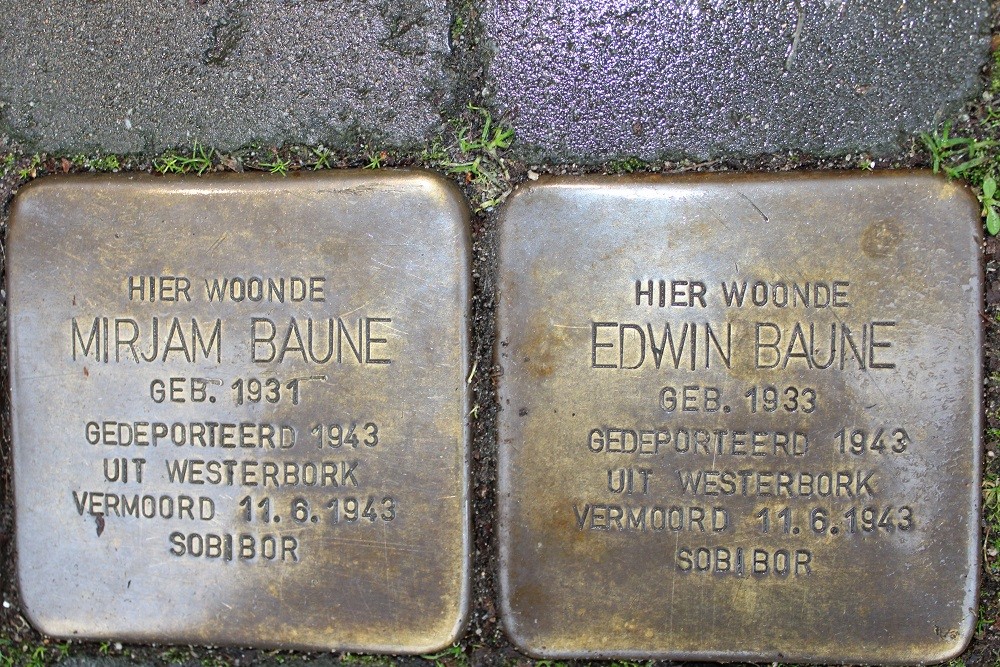 HIER WOONDE
MIRJAM BAUNE
GEB. 1931
GEDEPORTEERD 1943
UIT WESTERBORK
VERMOORD 11.6.1943
SOBIBOR
HIER WOONDE
EDWIN BAUNE
GEB. 1933
GEDEPORTEERD 1943
UIT WESTERBORK
VERMOORD 11.6.1943
SOBIBOR